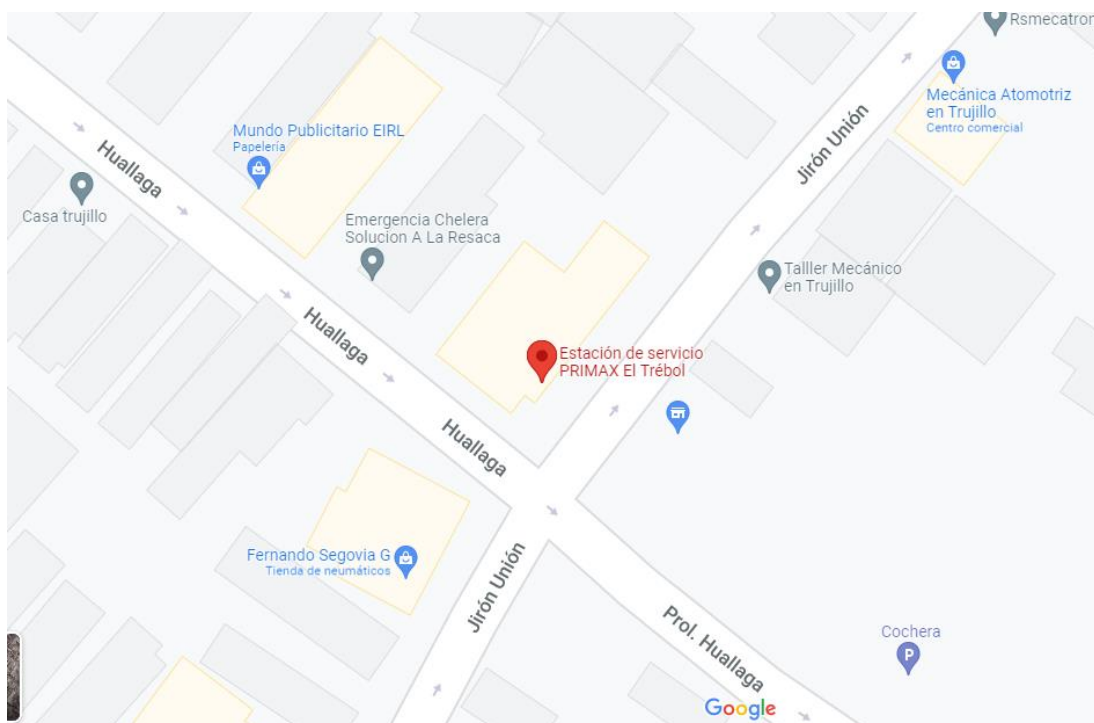 Rsmecatron
Mecánica Atomotriz
en Trujillo
Centro comercial
Jirón Unión
Mundo Publicitario EIRL
Papelería
Huallaga
Casa trujillo
Emergencia Chelera
Solucion A La Resaca
Talller Mecánico
en Trujillo
Huallaga
Estación de servicio
PRIMAX El Trébol
Huallaga
Fernando Segovia G
Tienda de neumáticos
Jirón Unión
Prol. Huallaga
Cochera
P
Google